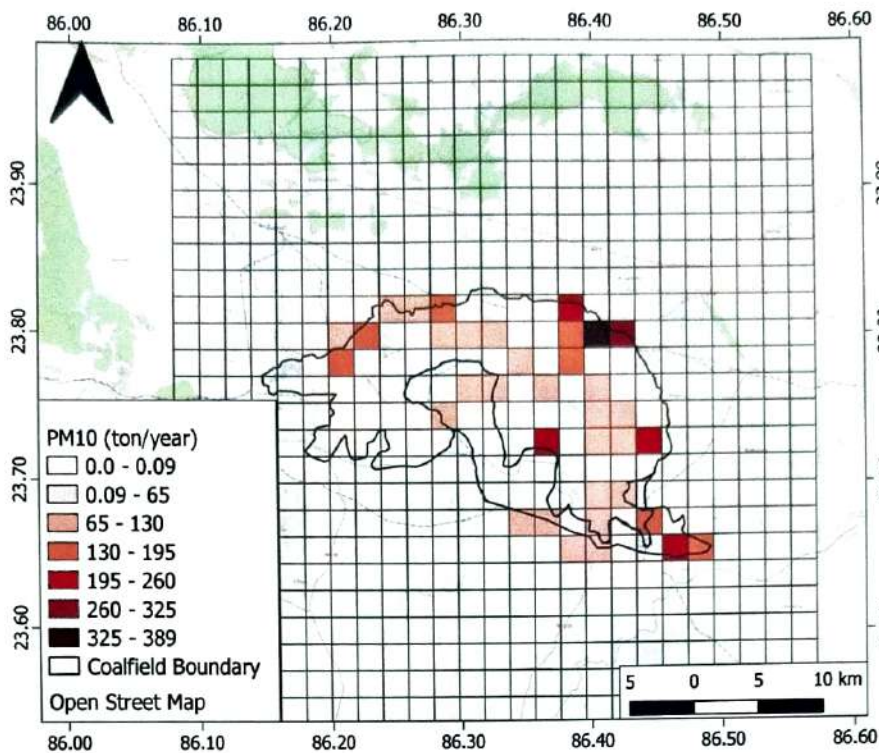 86.00 86.10 86.20 86.30 86.40 86.50 86.60
23.90
23.80
23.70
23.60
PM10 (ton/year)
0.0 - 0.09
0.09 - 65
65 - 130
130 - 195
195 - 260
260 - 325
325 - 389
Coalfield Boundary
Open Street Map
5 0 5 10 km
86.00 86.10 86.20 86.30 86.40 86.50 86.60